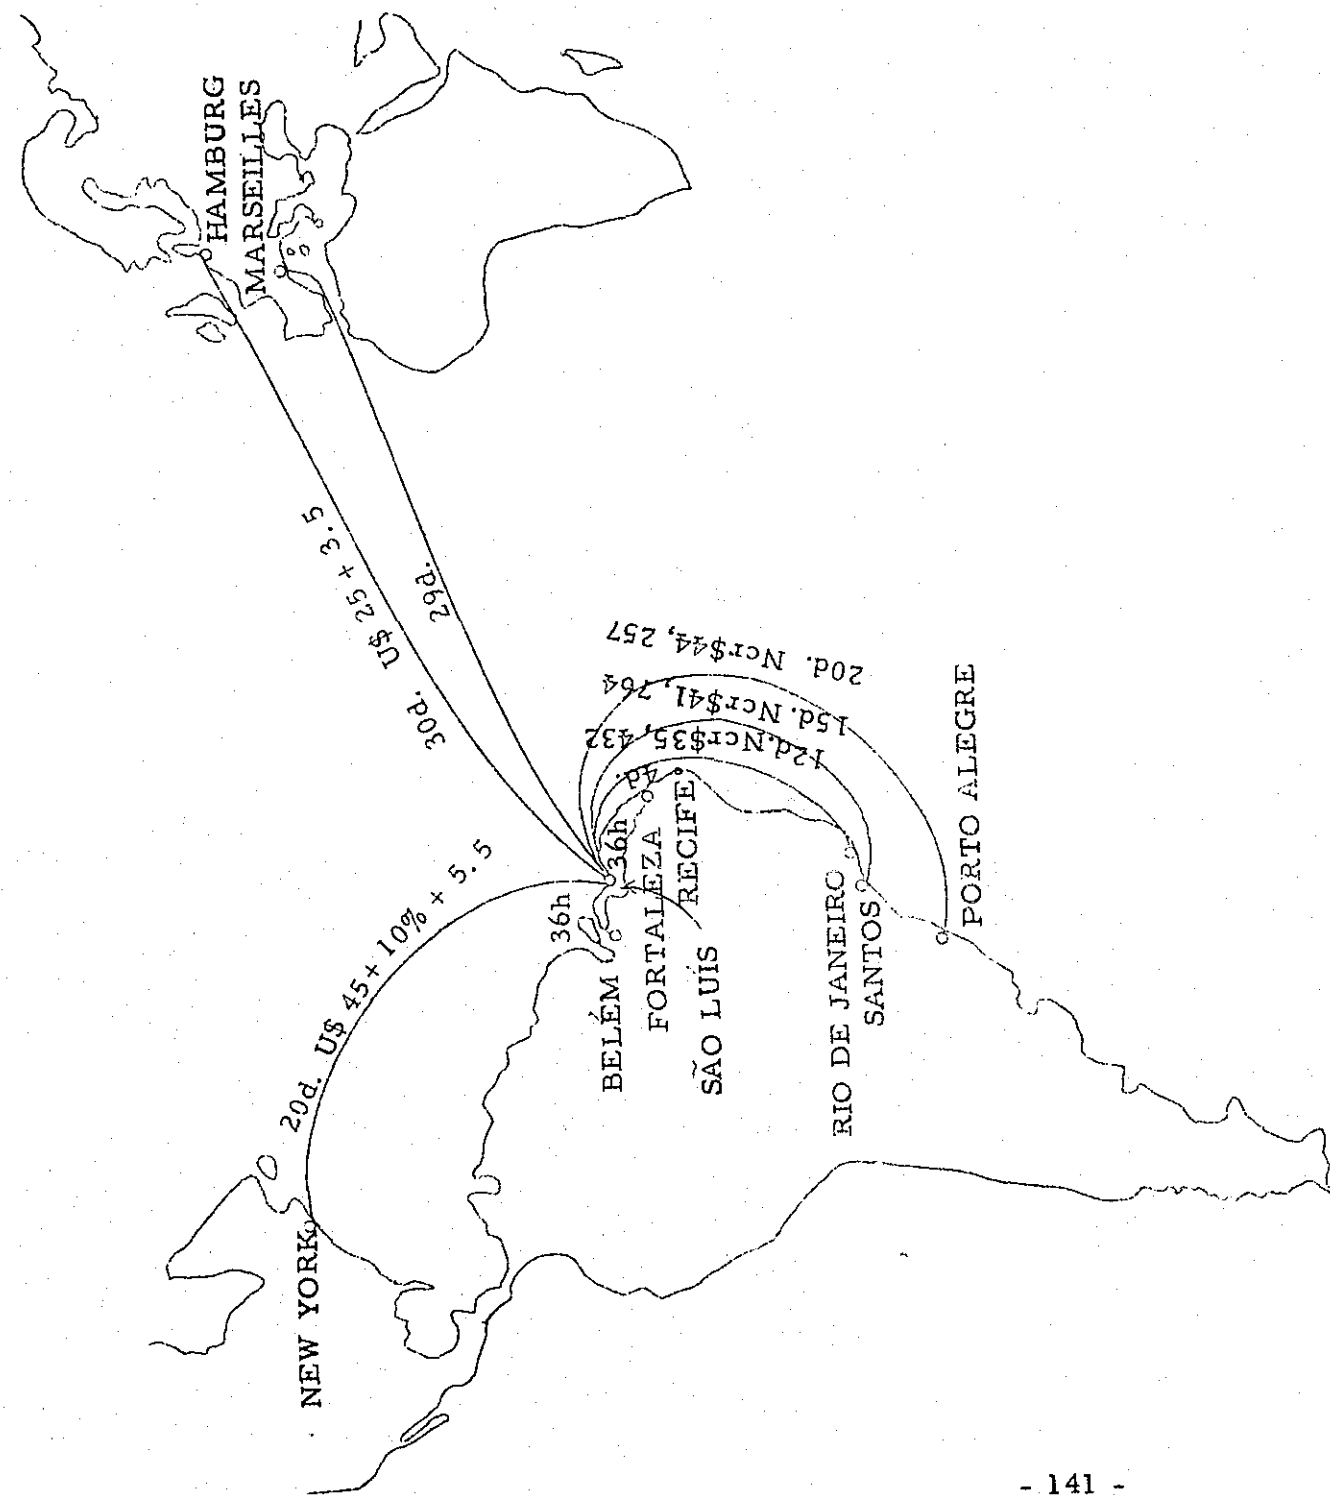 HAMBURG
MARSEILLES
30d. U$ 25 + 3.5
29d.
20d. U$ 45+ 10% + 5.5
NEW YORK
36h
36h
4d.
12d.Ncr$35,432
15d. Ncr$41,764
20d. Ncr$44,257
BELÉM
FORTALEZA
RECIFE
SÃO LUÍS
RIO DE JANEIRO
SANTOS
PORTO ALEGRE
- 141 -